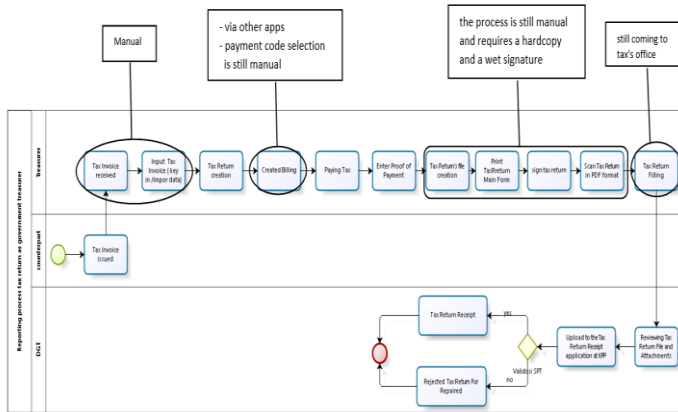 Manual
- via other apps
- payment code selection
is still manual
the process is still manual
and requires a hardcopy
and a wet signature
still coming to
tax's office
Reporting process tax return as government treasurer
Treasurer
Tax Invoice
received
Input Tax
Invoice ( key
in /impor data)
Tax Return
creation
Created Billing
Paying Tax
Enter Proof of
Payment
Tax Return's file
creation
Print
TaxReturn
Main Form
sign tax return
Scan Tax Return
in PDF format
Tax Return
Filling
counterpart
Tax Invoice
Issued
DGT
Tax Return Receipt
yes
Validasi SPT
no
Rejected Tax Return For
Repaired
Upload to the Tax
Return Receipt
application at KPP
Reviewing Tax
Return File and
Attachments